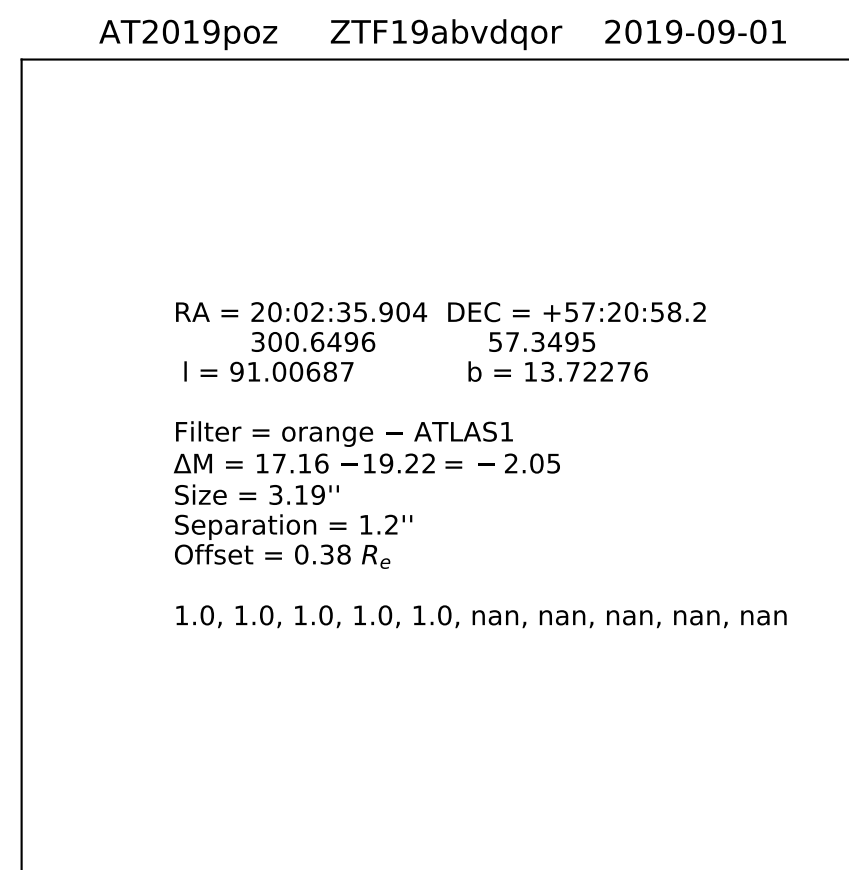 AT2019poz ZTF19abvdqor 2019-09-01
RA = 20:02:35.904 DEC = +57:20:58.2
300.6496 57.3495
l = 91.00687 b = 13.72276
Filter = orange − ATLAS1
ΔM = 17.16 −19.22 = − 2.05
Size = 3.19''
Separation = 1.2''
Offset = 0.38 Rₑ
1.0, 1.0, 1.0, 1.0, 1.0, nan, nan, nan, nan, nan